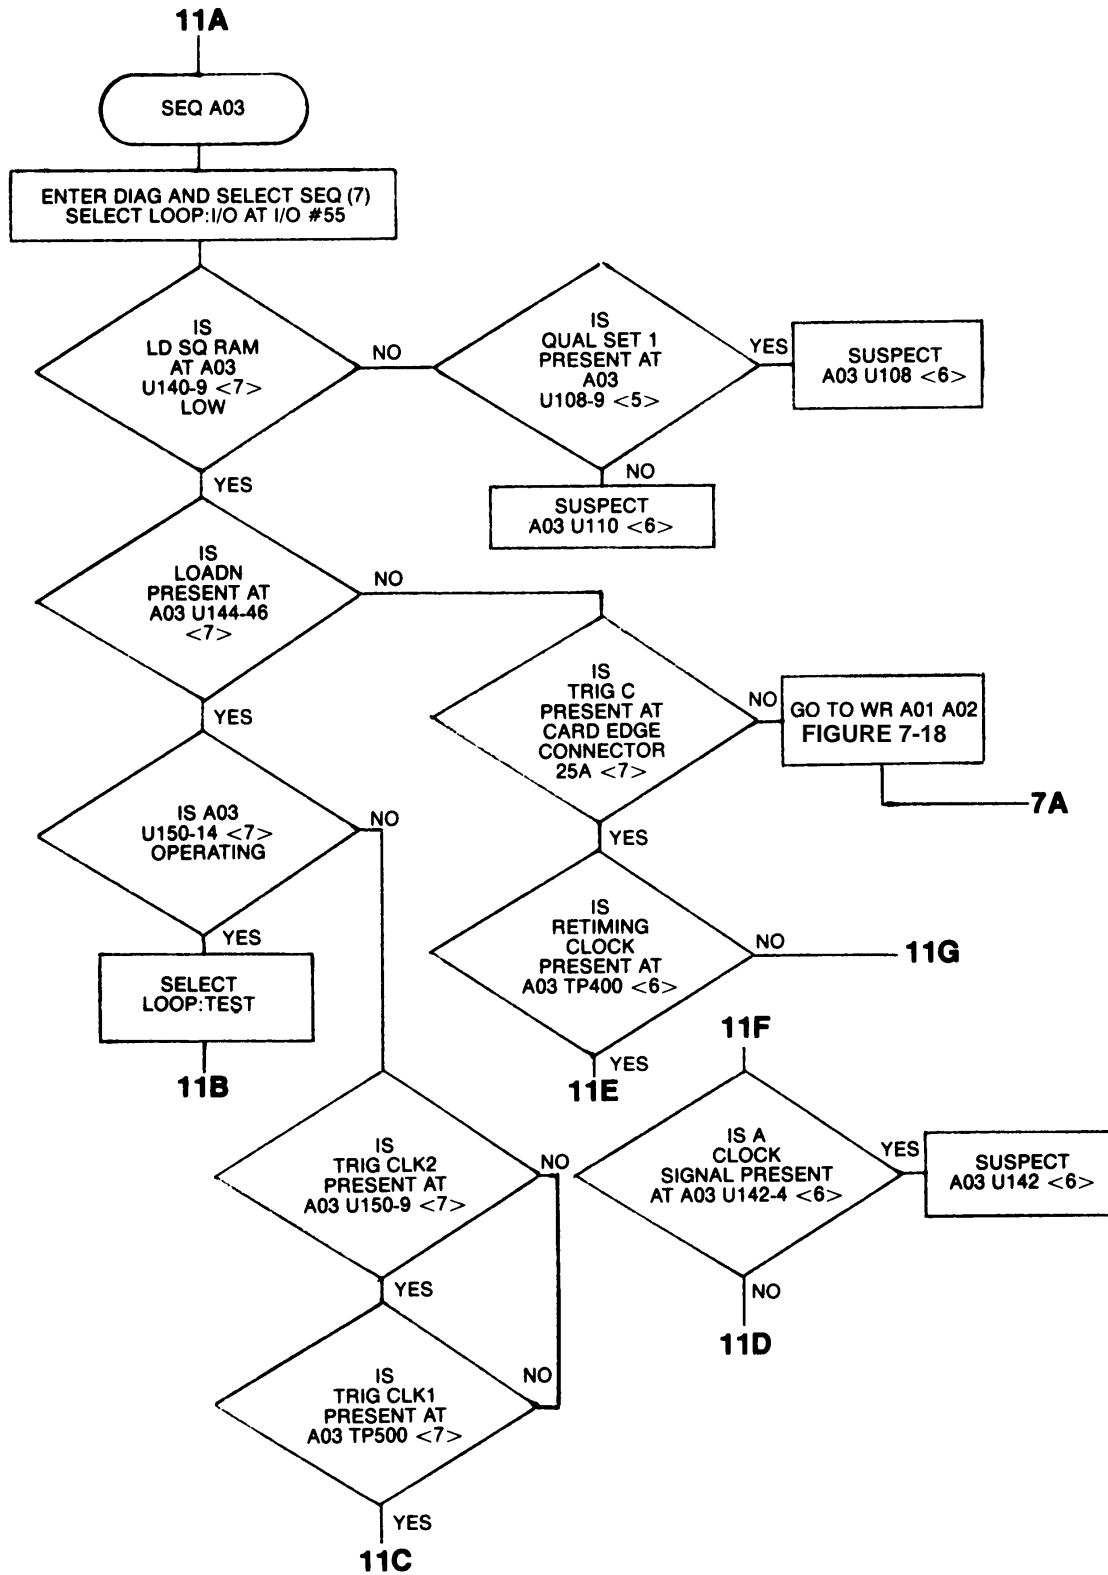 11A
SEQ A03
ENTER DIAG AND SELECT SEQ (7)
SELECT LOOP:I/O AT I/O #55
IS
LD SQ RAM
AT A03
U140-9 <7>
LOW
NO
IS
QUAL SET 1
PRESENT AT
A03
U108-9 <5>
YES
SUSPECT
A03 U108 <6>
YES
NO
SUSPECT
A03 U110 <6>
IS
LOADN
PRESENT AT
A03 U144-46
<7>
NO
IS
TRIG C
PRESENT AT
CARD EDGE
CONNECTOR
25A <7>
NO
GO TO WR A01 A02
FIGURE 7-18
7A
YES
IS A03
U150-14 <7>
OPERATING
NO
YES
IS
RETIMING
CLOCK
PRESENT AT
A03 TP400 <6>
NO
11G
YES
SELECT
LOOP:TEST
11B
YES
11E
11F
IS
TRIG CLK2
PRESENT AT
A03 U150-9 <7>
NO
IS A
CLOCK
SIGNAL PRESENT
AT A03 U142-4 <6>
YES
SUSPECT
A03 U142 <6>
YES
NO
11D
IS
TRIG CLK1
PRESENT AT
A03 TP500 <7>
NO
YES
11C